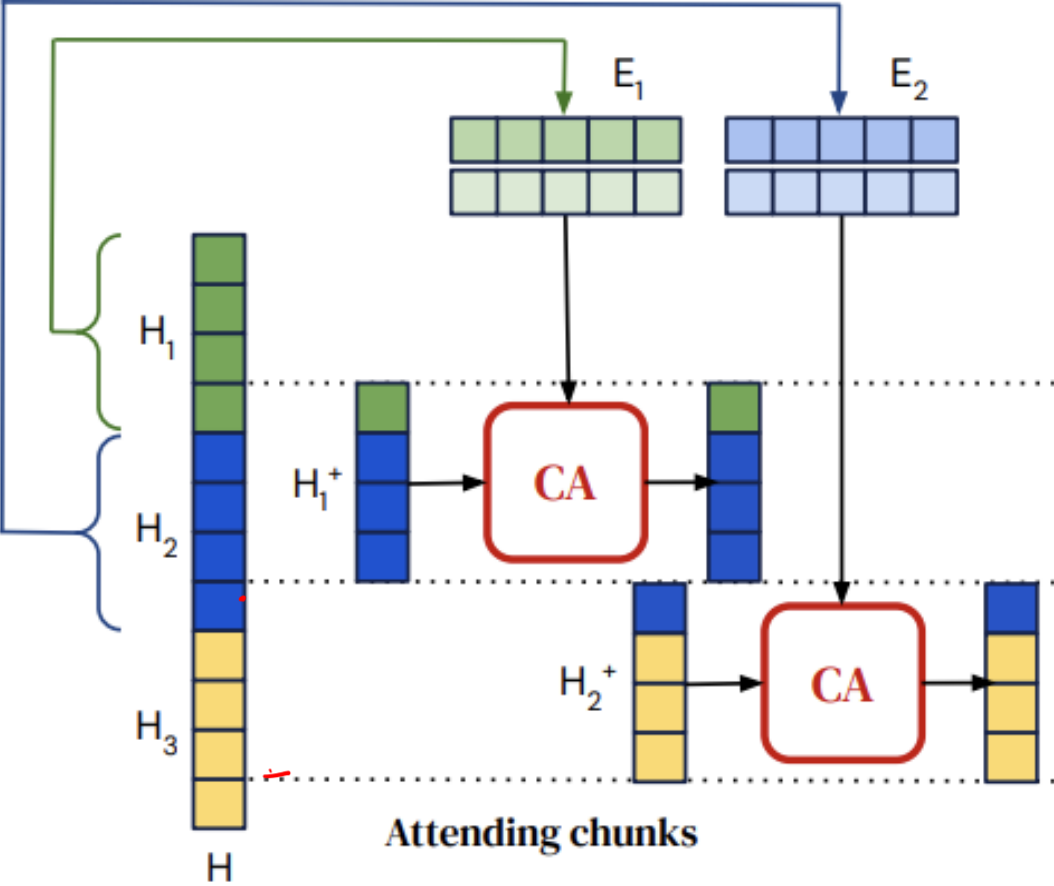 E₁
E₂
H₁
H₁⁺
CA
H₂
H₂⁺
CA
H₃
Attending chunks
H